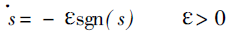 ṡ = − εsgn(s)    ε > 0